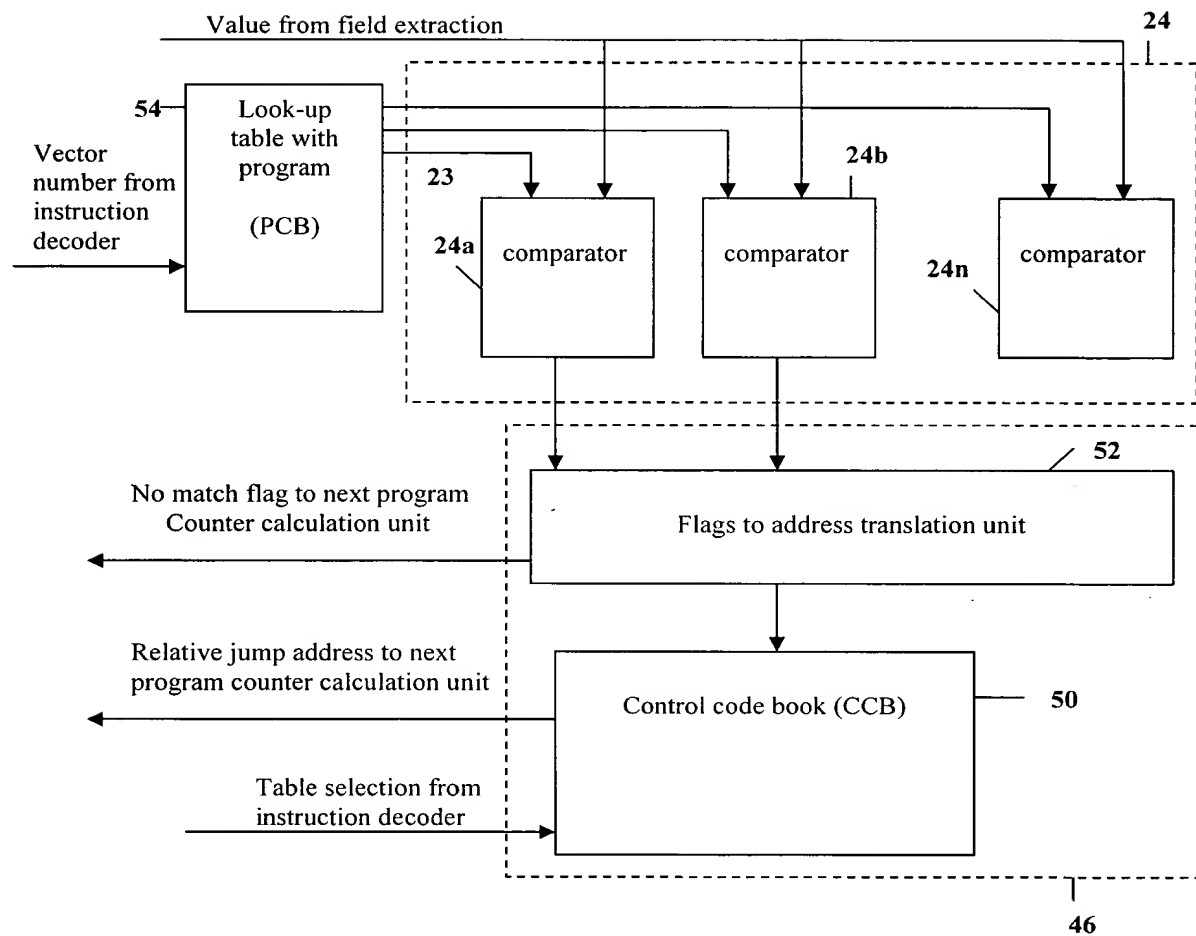 Value from field extraction
24
54
Look-up
table with
program
(PCB)
Vector
number from
instruction
decoder
23
24b
24a
comparator
comparator
24n
comparator
52
No match flag to next program
Counter calculation unit
Flags to address translation unit
Relative jump address to next
program counter calculation unit
Control code book (CCB)
50
Table selection from
instruction decoder
46